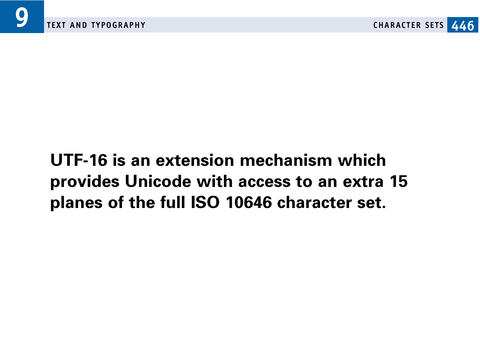 9 TEXT AND TYPOGRAPHY CHARACTER SETS 446
UTF-16 is an extension mechanism which
provides Unicode with access to an extra 15
planes of the full ISO 10646 character set.